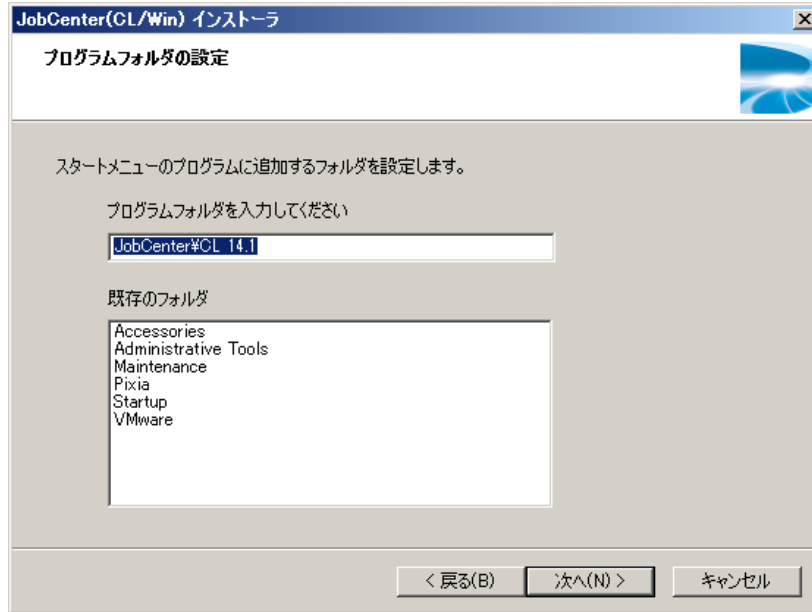 JobCenter(CL/Win) インストーラ
プログラムフォルダの設定
スタートメニューのプログラムに追加するフォルダを設定します。
プログラムフォルダを入力してください
JobCenter¥CL 14.1
既存のフォルダ
Accessories
Administrative Tools
Maintenance
Pixia
Startup
VMware
< 戻る(B)
次へ(N) >
キャンセル